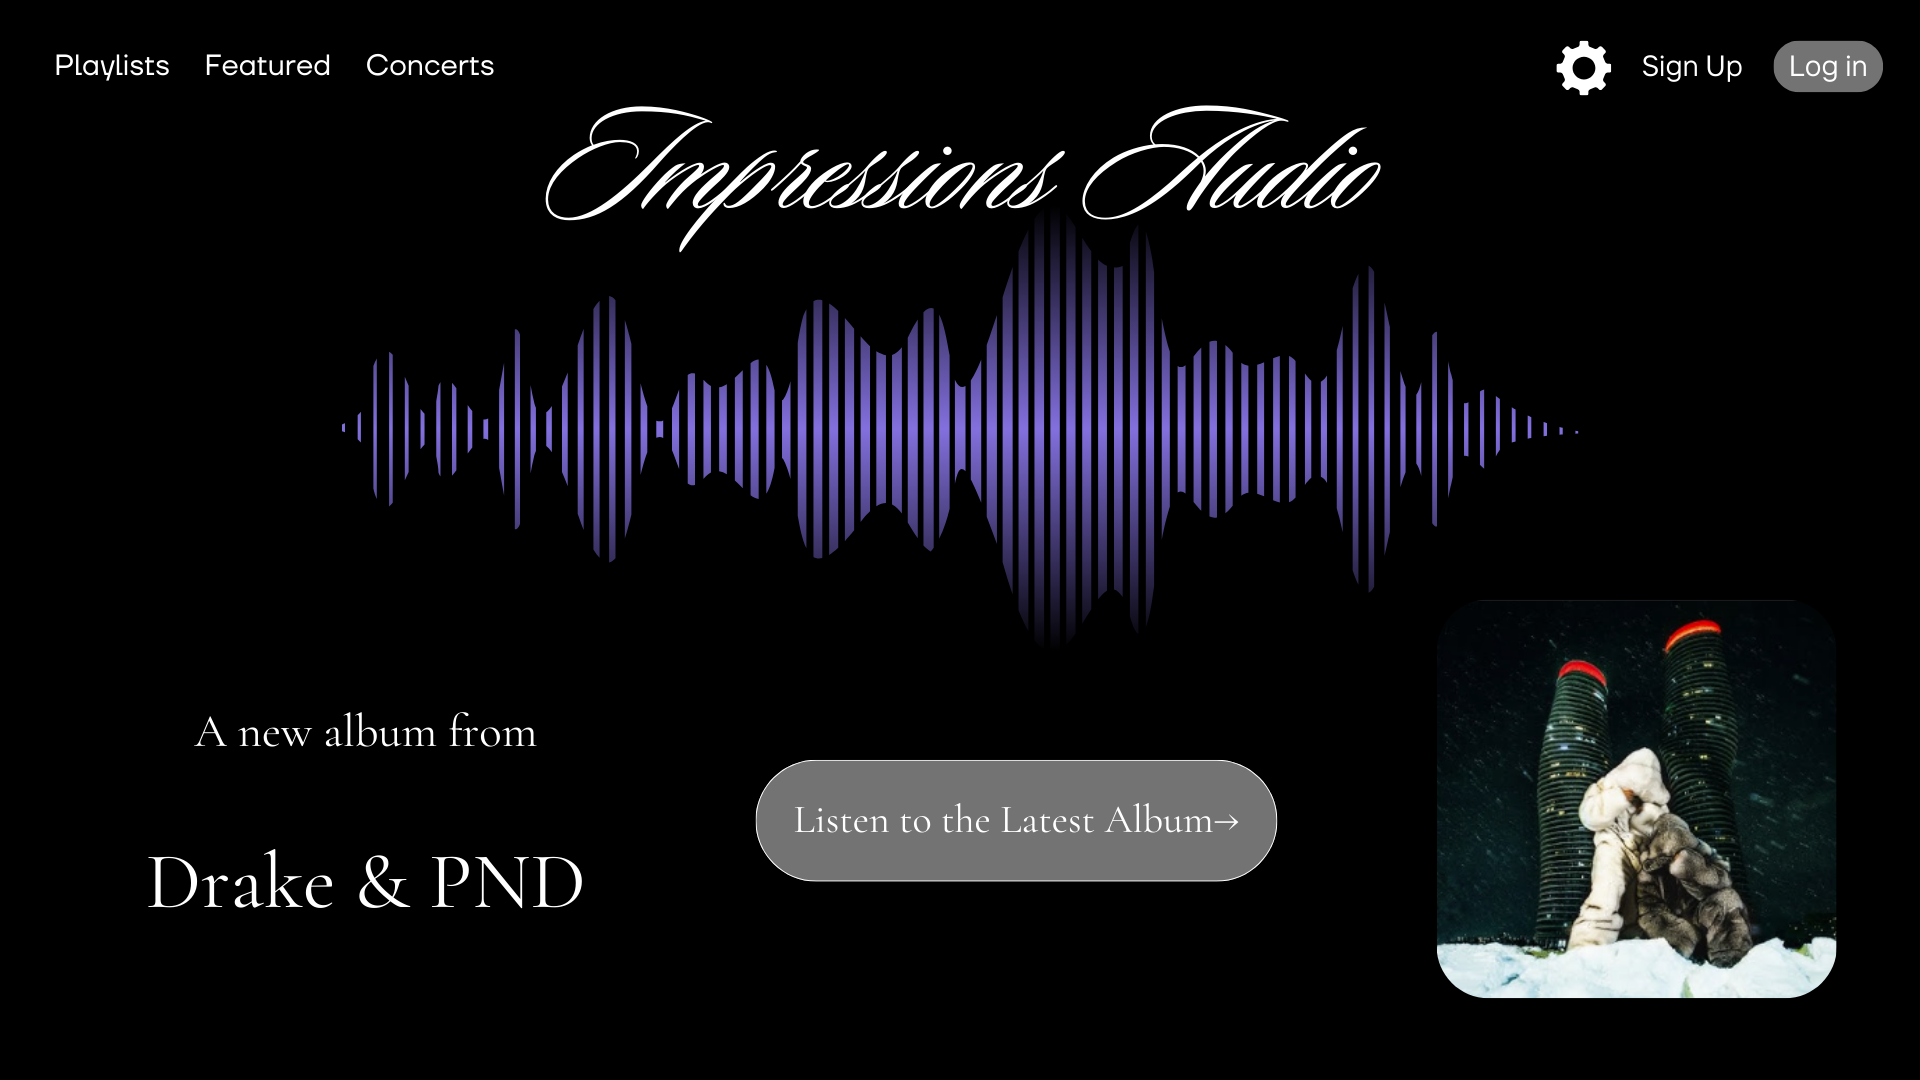 Playlists Featured Concerts
Sign Up Log in
Impressions Audio
A new album from
Drake & PND
Listen to the Latest Album→